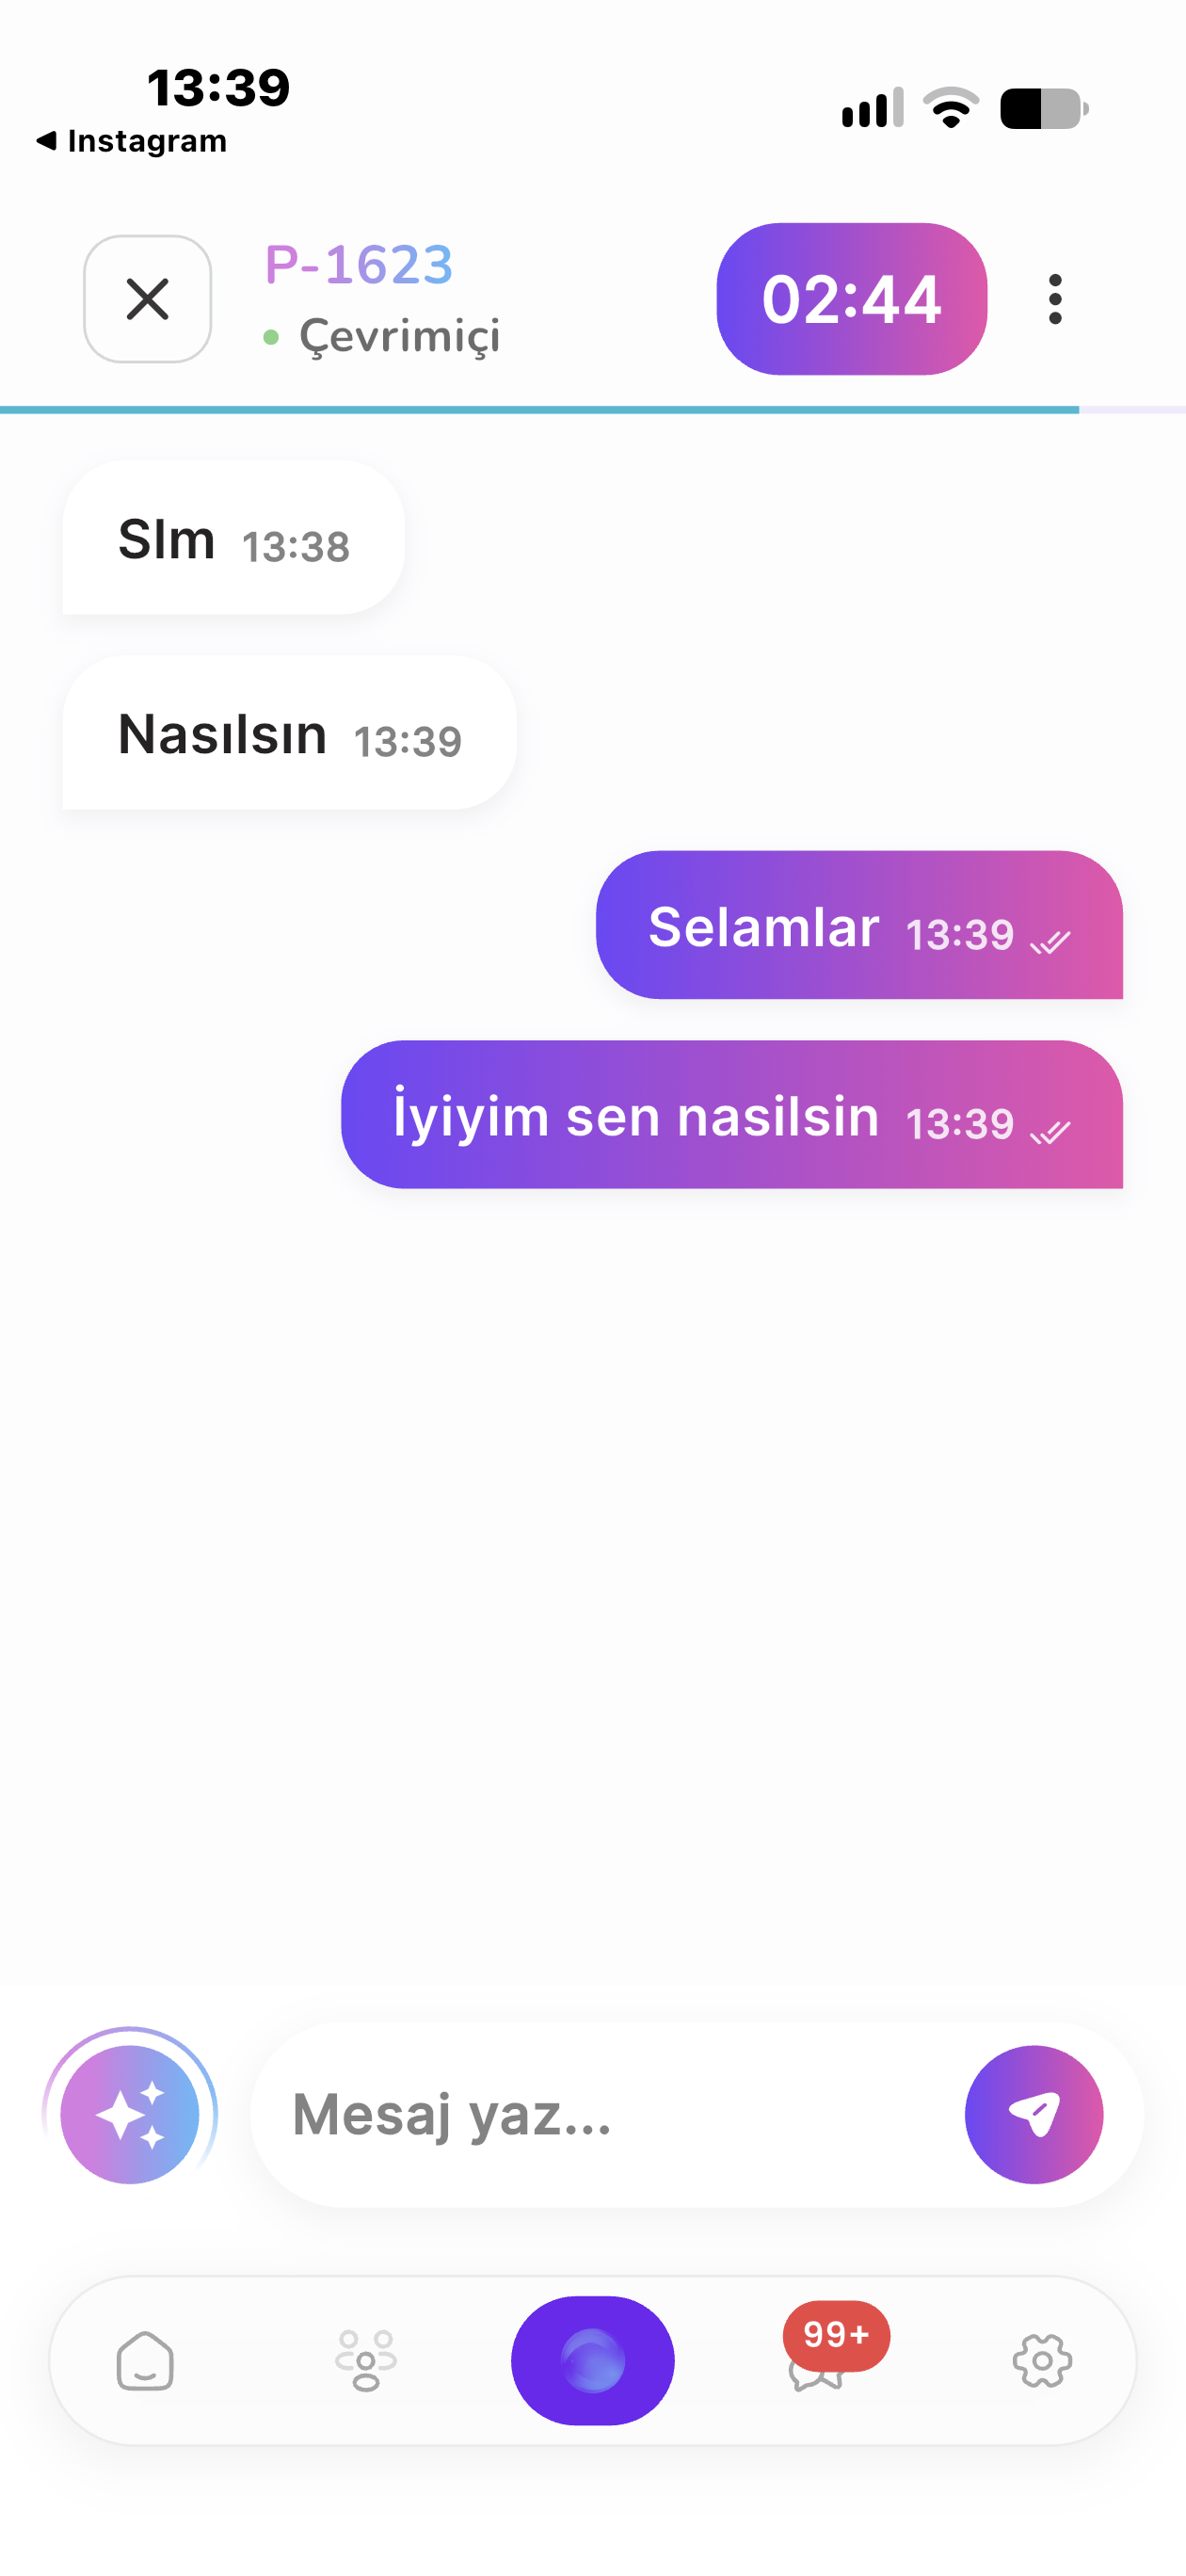 13:39
Instagram
P-1623
Çevrimiçi
02:44
Slm 13:38
Nasılsın 13:39
Selamlar 13:39
İyiyim sen nasilsin 13:39
Mesaj yaz...
99+